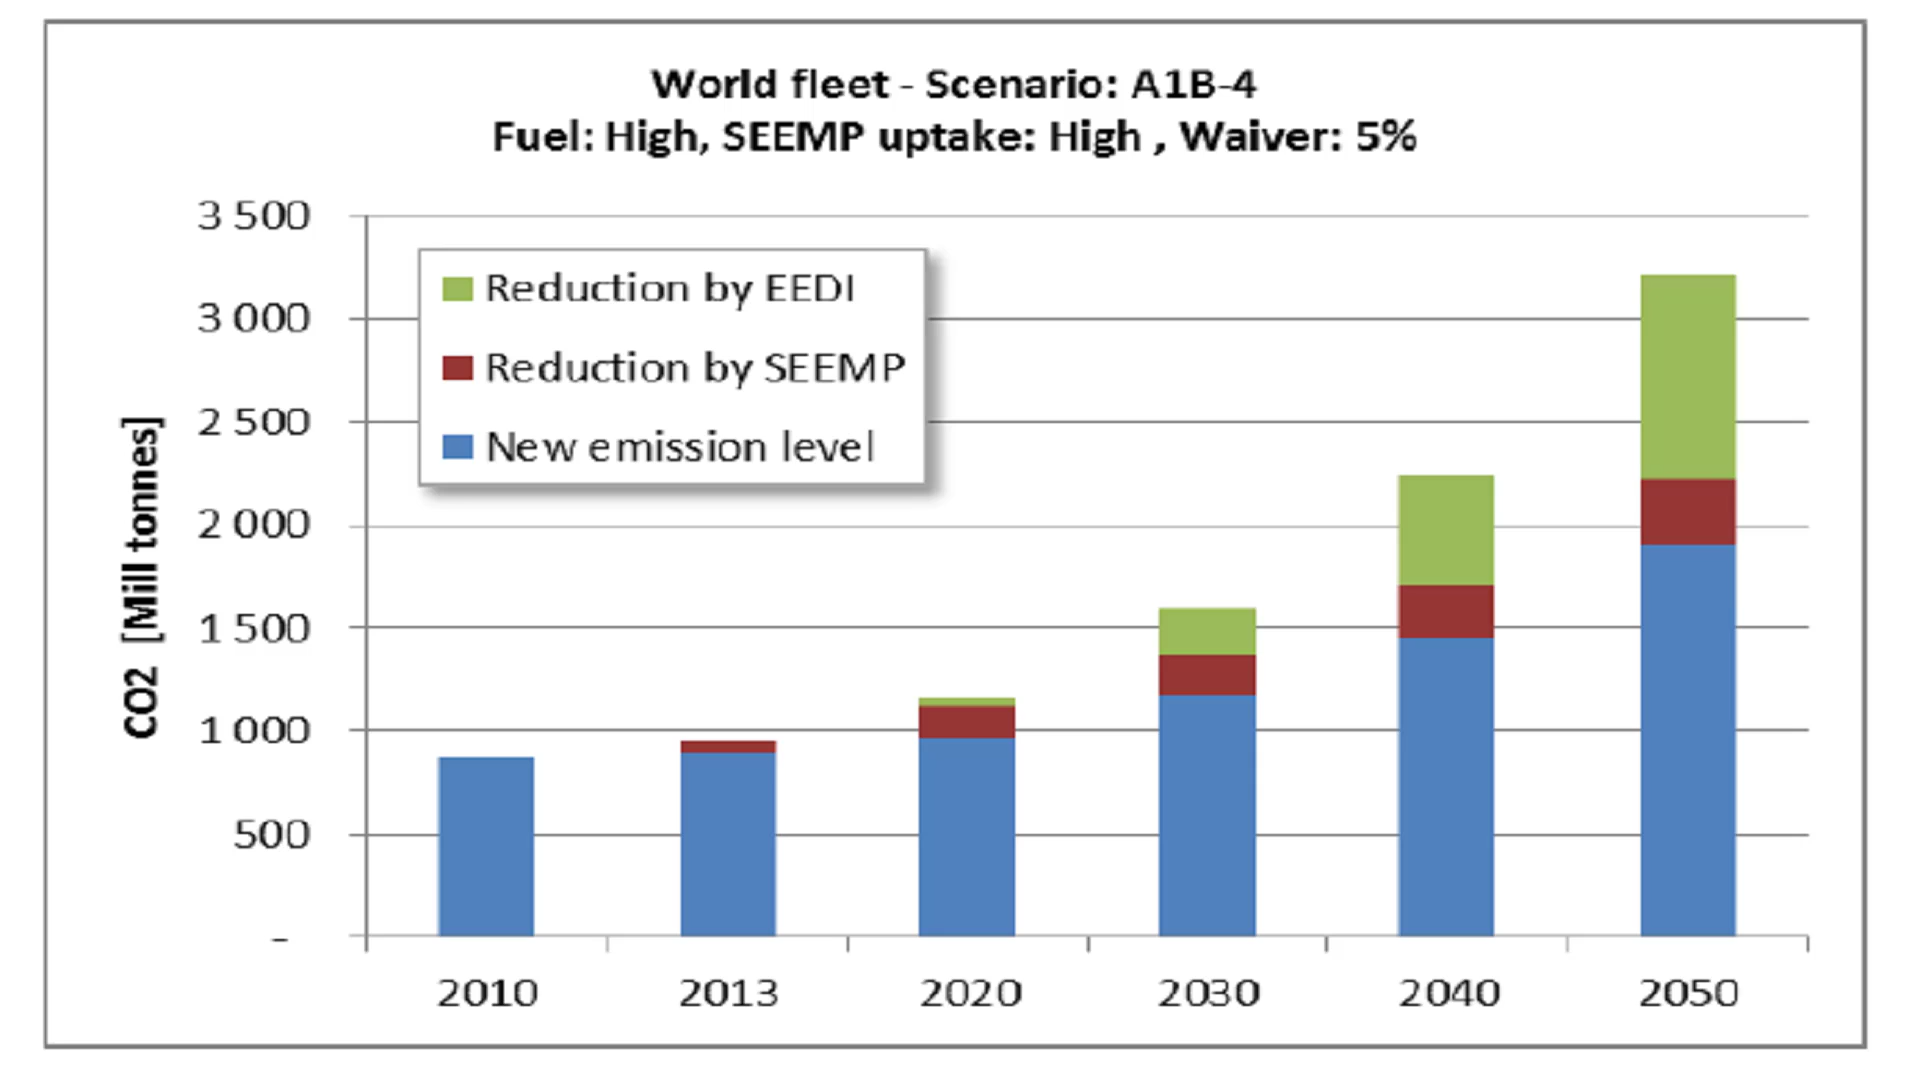 World fleet - Scenario: A1B-4
Fuel: High, SEEMP uptake: High , Waiver: 5%
3 500
3 000
2 500
2 000
1 500
1 000
500
-
CO2 [Mill tonnes]
Reduction by EEDI
Reduction by SEEMP
New emission level
2010 2013 2020 2030 2040 2050